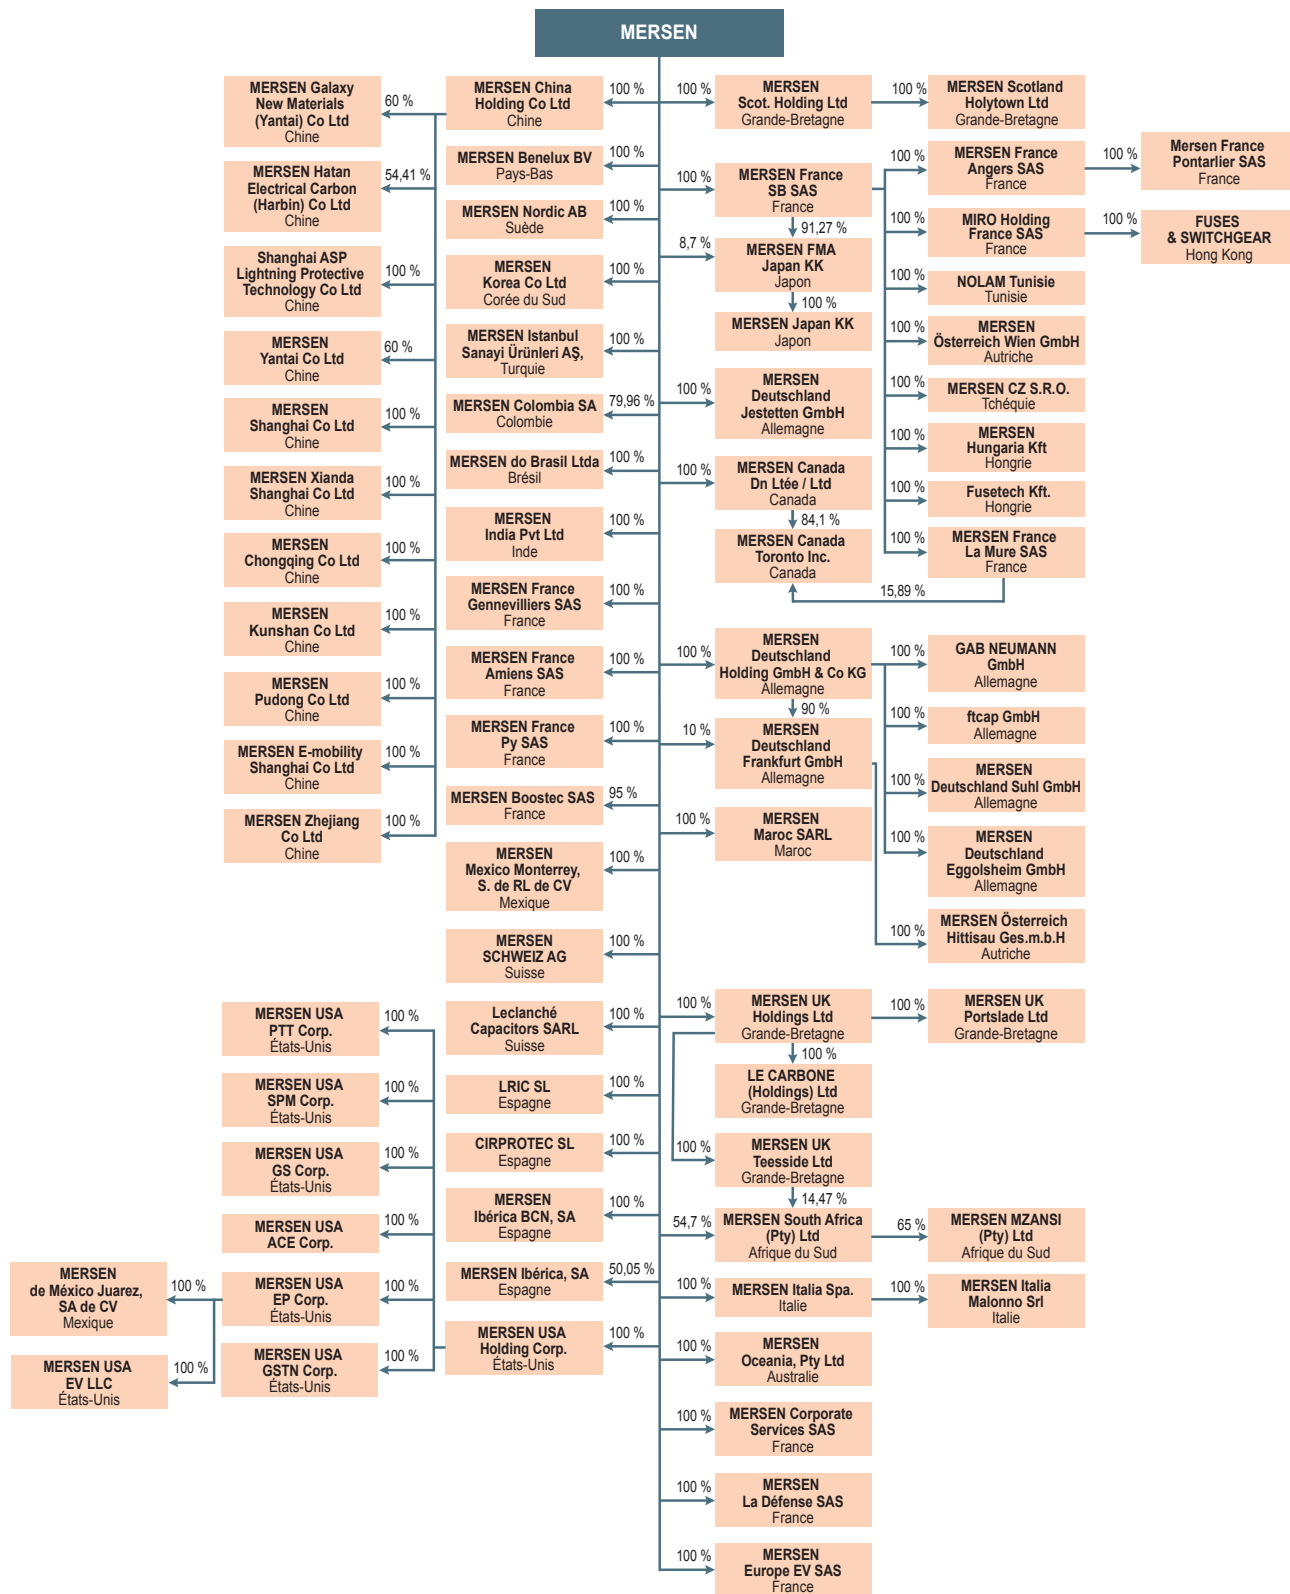 MERSEN
MERSEN Galaxy
New Materials
(Yantai) Co Ltd
Chine
60 %
MERSEN Hatan
Electrical Carbon
(Harbin) Co Ltd
Chine
54,41 %
Shanghai ASP
Lightning Protective
Technology Co Ltd
Chine
100 %
MERSEN
Yantai Co Ltd
Chine
60 %
MERSEN
Shanghai Co Ltd
Chine
100 %
MERSEN Xianda
Shanghai Co Ltd
Chine
100 %
MERSEN
Chongqing Co Ltd
Chine
100 %
MERSEN
Kunshan Co Ltd
Chine
100 %
MERSEN
Pudong Co Ltd
Chine
100 %
MERSEN E-mobility
Shanghai Co Ltd
Chine
100 %
MERSEN Zhejiang
Co Ltd
Chine
100 %
MERSEN China
Holding Co Ltd
Chine
100 %
MERSEN Benelux BV
Pays-Bas
100 %
MERSEN Nordic AB
Suède
100 %
MERSEN
Korea Co Ltd
Corée du Sud
100 %
MERSEN Istanbul
Sanayi Ürünleri AŞ,
Turquie
100 %
MERSEN Colombia SA
Colombie
79,96 %
MERSEN do Brasil Ltda
Brésil
100 %
MERSEN
India Pvt Ltd
Inde
100 %
MERSEN France
Gennevilliers SAS
France
100 %
MERSEN France
Amiens SAS
France
100 %
MERSEN France
Py SAS
France
100 %
MERSEN Boostec SAS
France
95 %
MERSEN
Mexico Monterrey,
S. de RL de CV
Mexique
100 %
MERSEN
SCHWEIZ AG
Suisse
100 %
Leclanché
Capacitors SARL
Suisse
100 %
LRIC SL
Espagne
100 %
CIRPROTEC SL
Espagne
100 %
MERSEN
Ibérica BCN, SA
Espagne
100 %
MERSEN Ibérica, SA
Espagne
50,05 %
MERSEN USA
Holding Corp.
États-Unis
100 %
MERSEN USA
PTT Corp.
États-Unis
100 %
MERSEN USA
SPM Corp.
États-Unis
100 %
MERSEN USA
GS Corp.
États-Unis
100 %
MERSEN USA
ACE Corp.
100 %
MERSEN USA
EP Corp.
États-Unis
100 %
MERSEN USA
GSTN Corp.
États-Unis
100 %
MERSEN
de México Juarez,
SA de CV
Mexique
100 %
MERSEN USA
EV LLC
États-Unis
100 %
100 %
MERSEN
Scot. Holding Ltd
Grande-Bretagne
100 %
MERSEN Scotland
Holytown Ltd
Grande-Bretagne
100 %
MERSEN France
SB SAS
France
91,27 %
8,7 %
MERSEN FMA
Japan KK
Japon
100 %
MERSEN Japan KK
Japon
100 %
MERSEN France
Angers SAS
France
100 %
Mersen France
Pontarlier SAS
France
100 %
MIRO Holding
France SAS
France
100 %
FUSES
& SWITCHGEAR
Hong Kong
100 %
NOLAM Tunisie
Tunisie
100 %
MERSEN
Österreich Wien GmbH
Autriche
100 %
MERSEN CZ S.R.O.
Tchéquie
100 %
MERSEN
Hungaria Kft
Hongrie
100 %
Fusetech Kft.
Hongrie
100 %
MERSEN France
La Mure SAS
France
15,89 %
100 %
MERSEN
Deutschland
Jestetten GmbH
Allemagne
100 %
MERSEN Canada
Dn Ltée / Ltd
Canada
84,1 %
MERSEN Canada
Toronto Inc.
Canada
100 %
MERSEN
Deutschland
Holding GmbH & Co KG
Allemagne
90 %
10 %
MERSEN
Deutschland
Frankfurt GmbH
Allemagne
100 %
GAB NEUMANN
GmbH
Allemagne
100 %
ftcap GmbH
Allemagne
100 %
MERSEN
Deutschland Suhl GmbH
Allemagne
100 %
MERSEN
Deutschland
Eggolsheim GmbH
Allemagne
100 %
MERSEN Österreich
Hittisau Ges.m.b.H
Autriche
100 %
MERSEN
Maroc SARL
Maroc
100 %
MERSEN UK
Holdings Ltd
Grande-Bretagne
100 %
MERSEN UK
Portslade Ltd
Grande-Bretagne
100 %
LE CARBONE
(Holdings) Ltd
Grande-Bretagne
100 %
MERSEN UK
Teesside Ltd
Grande-Bretagne
14,47 %
54,7 %
MERSEN South Africa
(Pty) Ltd
Afrique du Sud
65 %
MERSEN MZANSI
(Pty) Ltd
Afrique du Sud
100 %
MERSEN Italia Spa.
Italie
100 %
MERSEN Italia
Malonno Srl
Italie
100 %
MERSEN
Oceania, Pty Ltd
Australie
100 %
MERSEN Corporate
Services SAS
France
100 %
MERSEN
La Défense SAS
France
100 %
MERSEN
Europe EV SAS
France